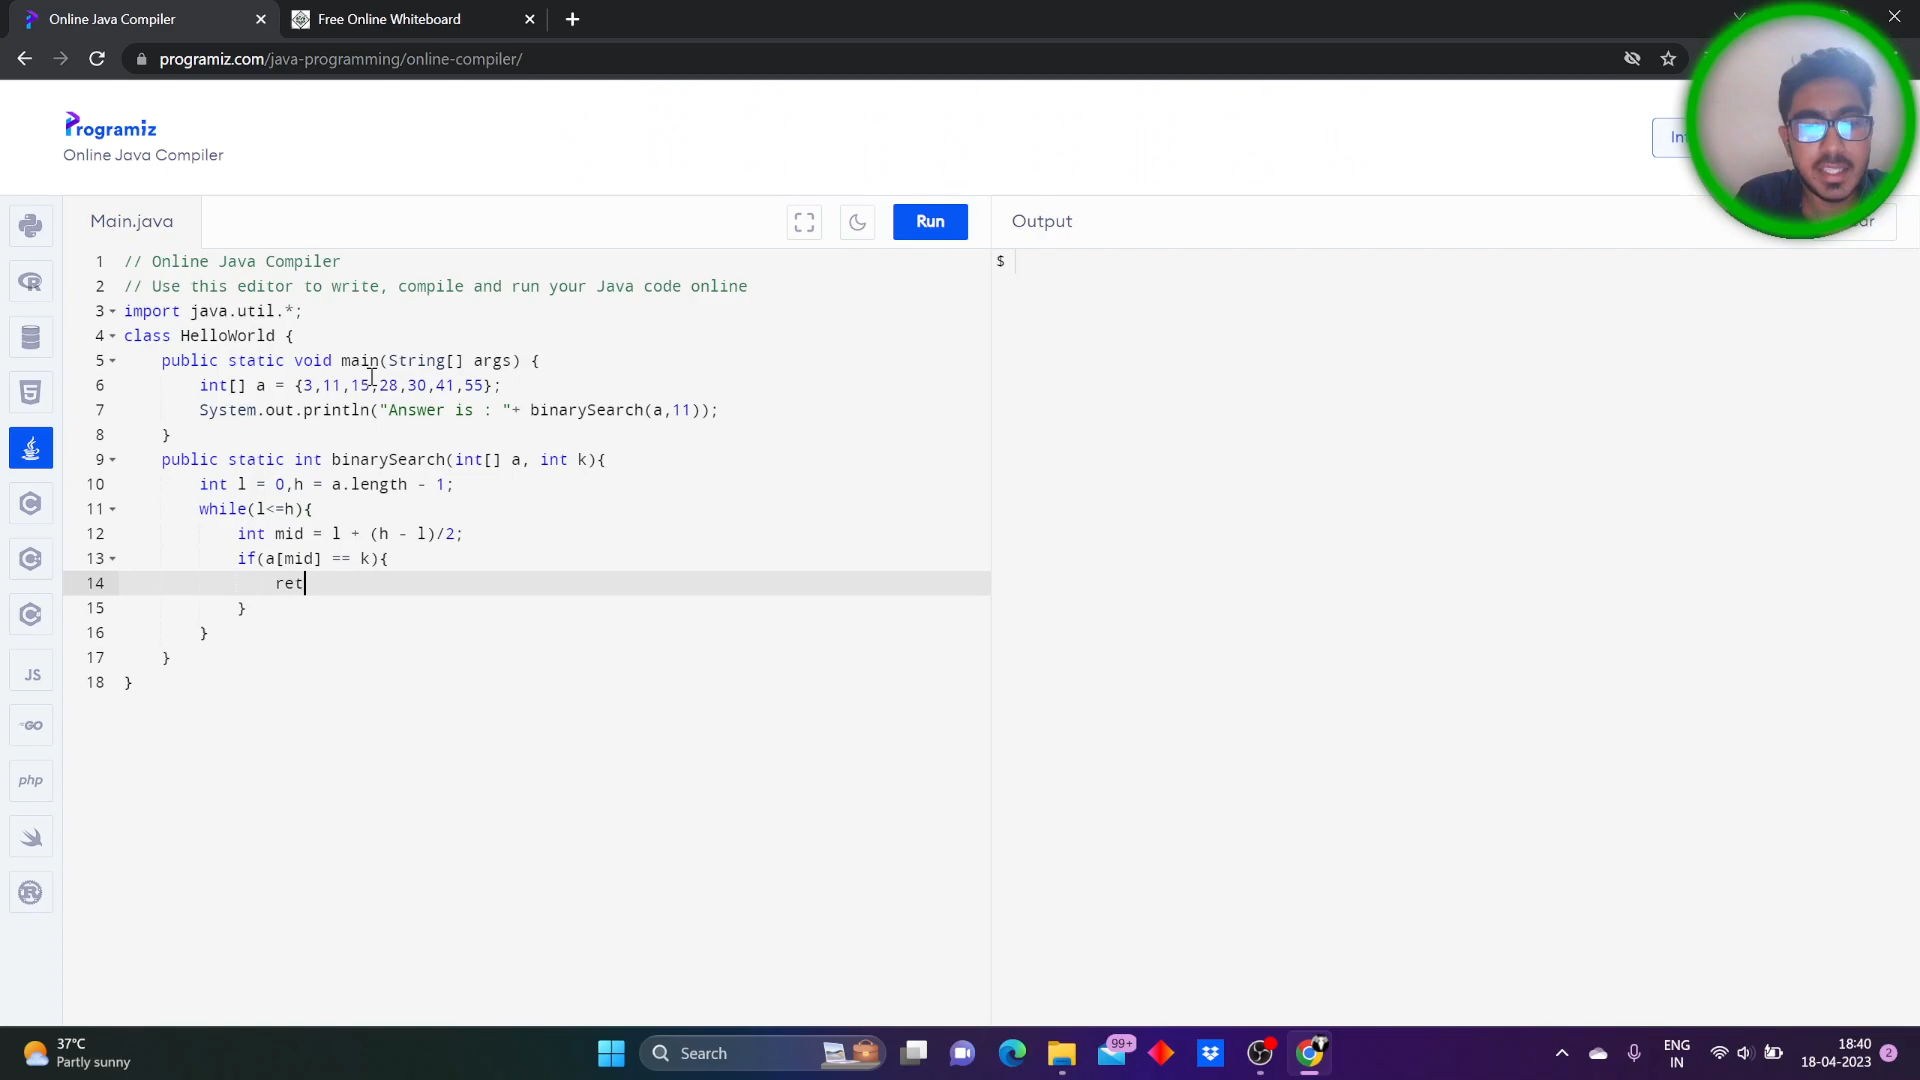 Online Java Compiler
Free Online Whiteboard
programiz.com/java-programming/online-compiler/
Programiz
Online Java Compiler
Main.java
Run
Output
1 // Online Java Compiler
2 // Use this editor to write, compile and run your Java code online
3 import java.util.*;
4 class HelloWorld {
5 public static void main(String[] args) {
6 int[] a = {3,11,15,28,30,41,55};
7 System.out.println("Answer is : "+ binarySearch(a,11));
8 }
9 public static int binarySearch(int[] a, int k){
10 int l = 0,h = a.length - 1;
11 while(l<=h){
12 int mid = l + (h - l)/2;
13 if(a[mid] == k){
14 ret
15 }
16 }
17 }
18 }
$
JS
GO
php
37°C
Partly sunny
Search
99+
ENG
IN
18:40
18-04-2023
2